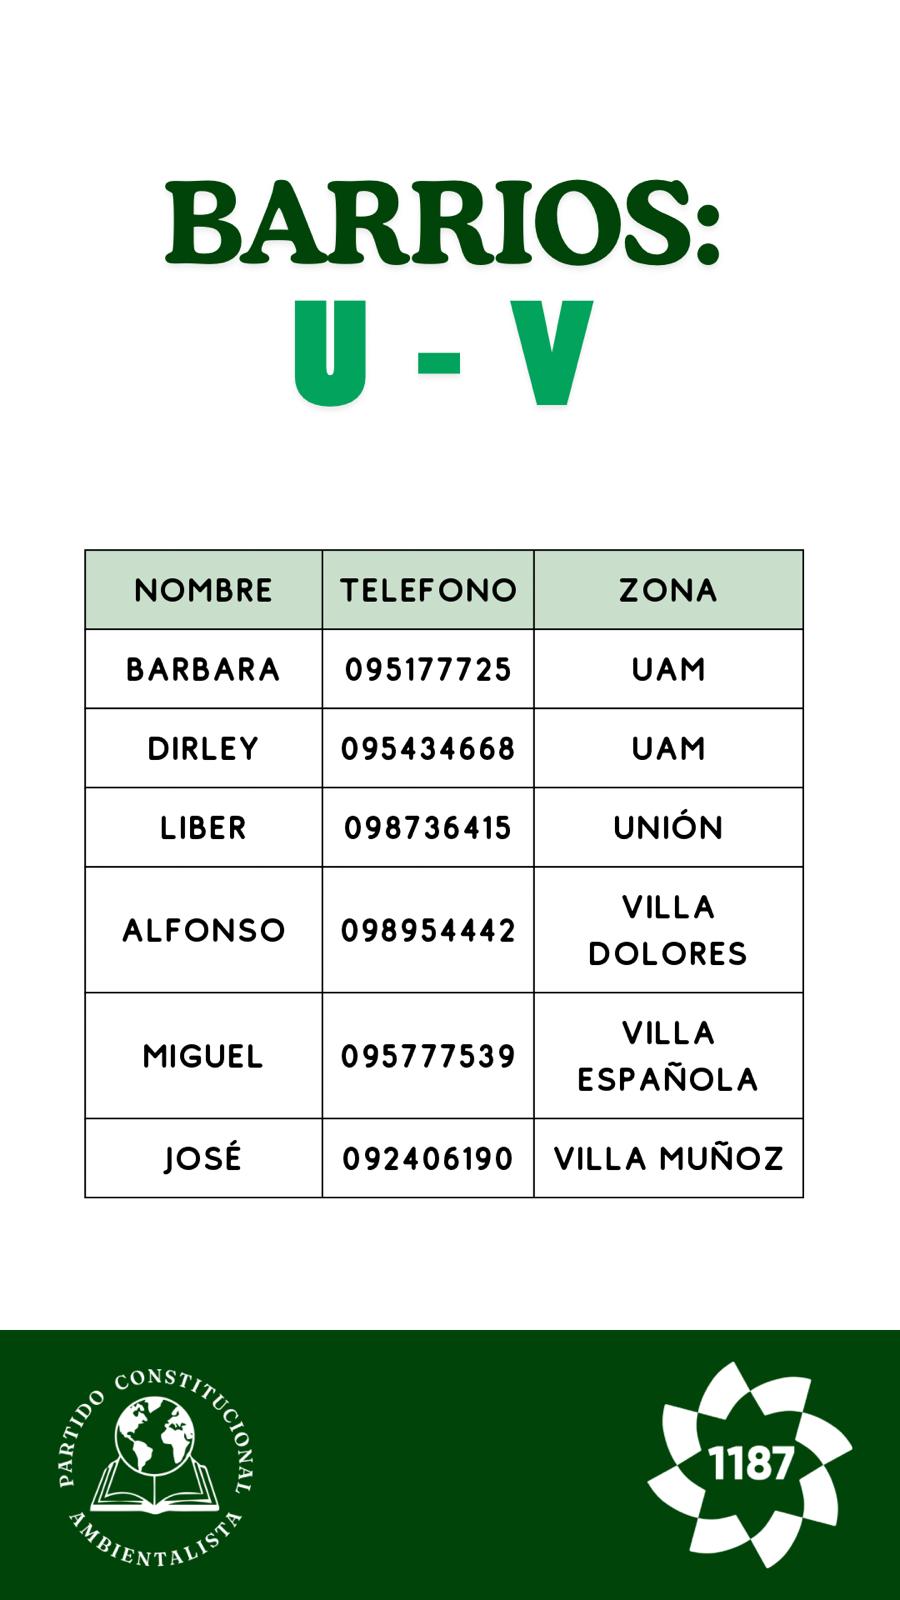 BARRIOS:
U - V
NOMBRE TELEFONO ZONA
BARBARA 095177725 UAM
DIRLEY 095434668 UAM
LIBER 098736415 UNIÓN
ALFONSO 098954442 VILLA
DOLORES
MIGUEL 095777539 VILLA
ESPAÑOLA
JOSÉ 092406190 VILLA MUÑOZ
PARTIDO CONSTITUCIONAL
AMBIENTALISTA
1187